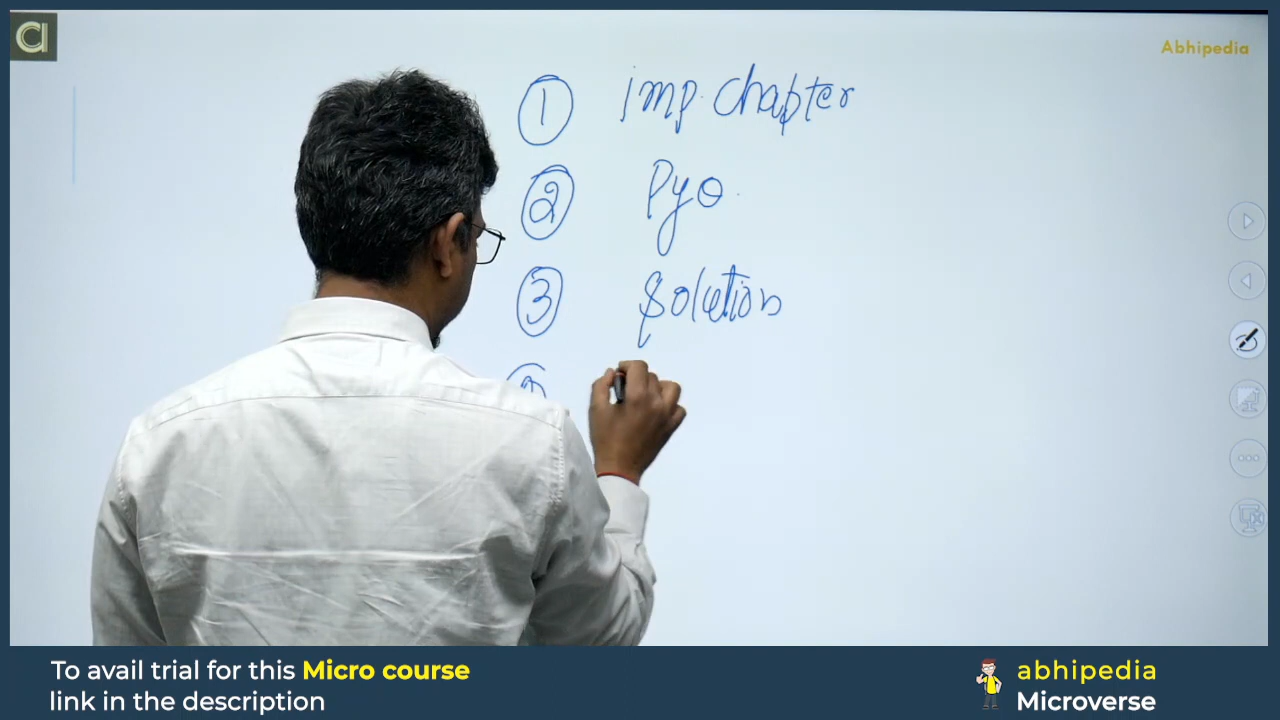 a
Abhipedia
1 imp. chapter
2 PyQ
3 Solution
To avail trial for this Micro course
link in the description
abhipedia
Microverse